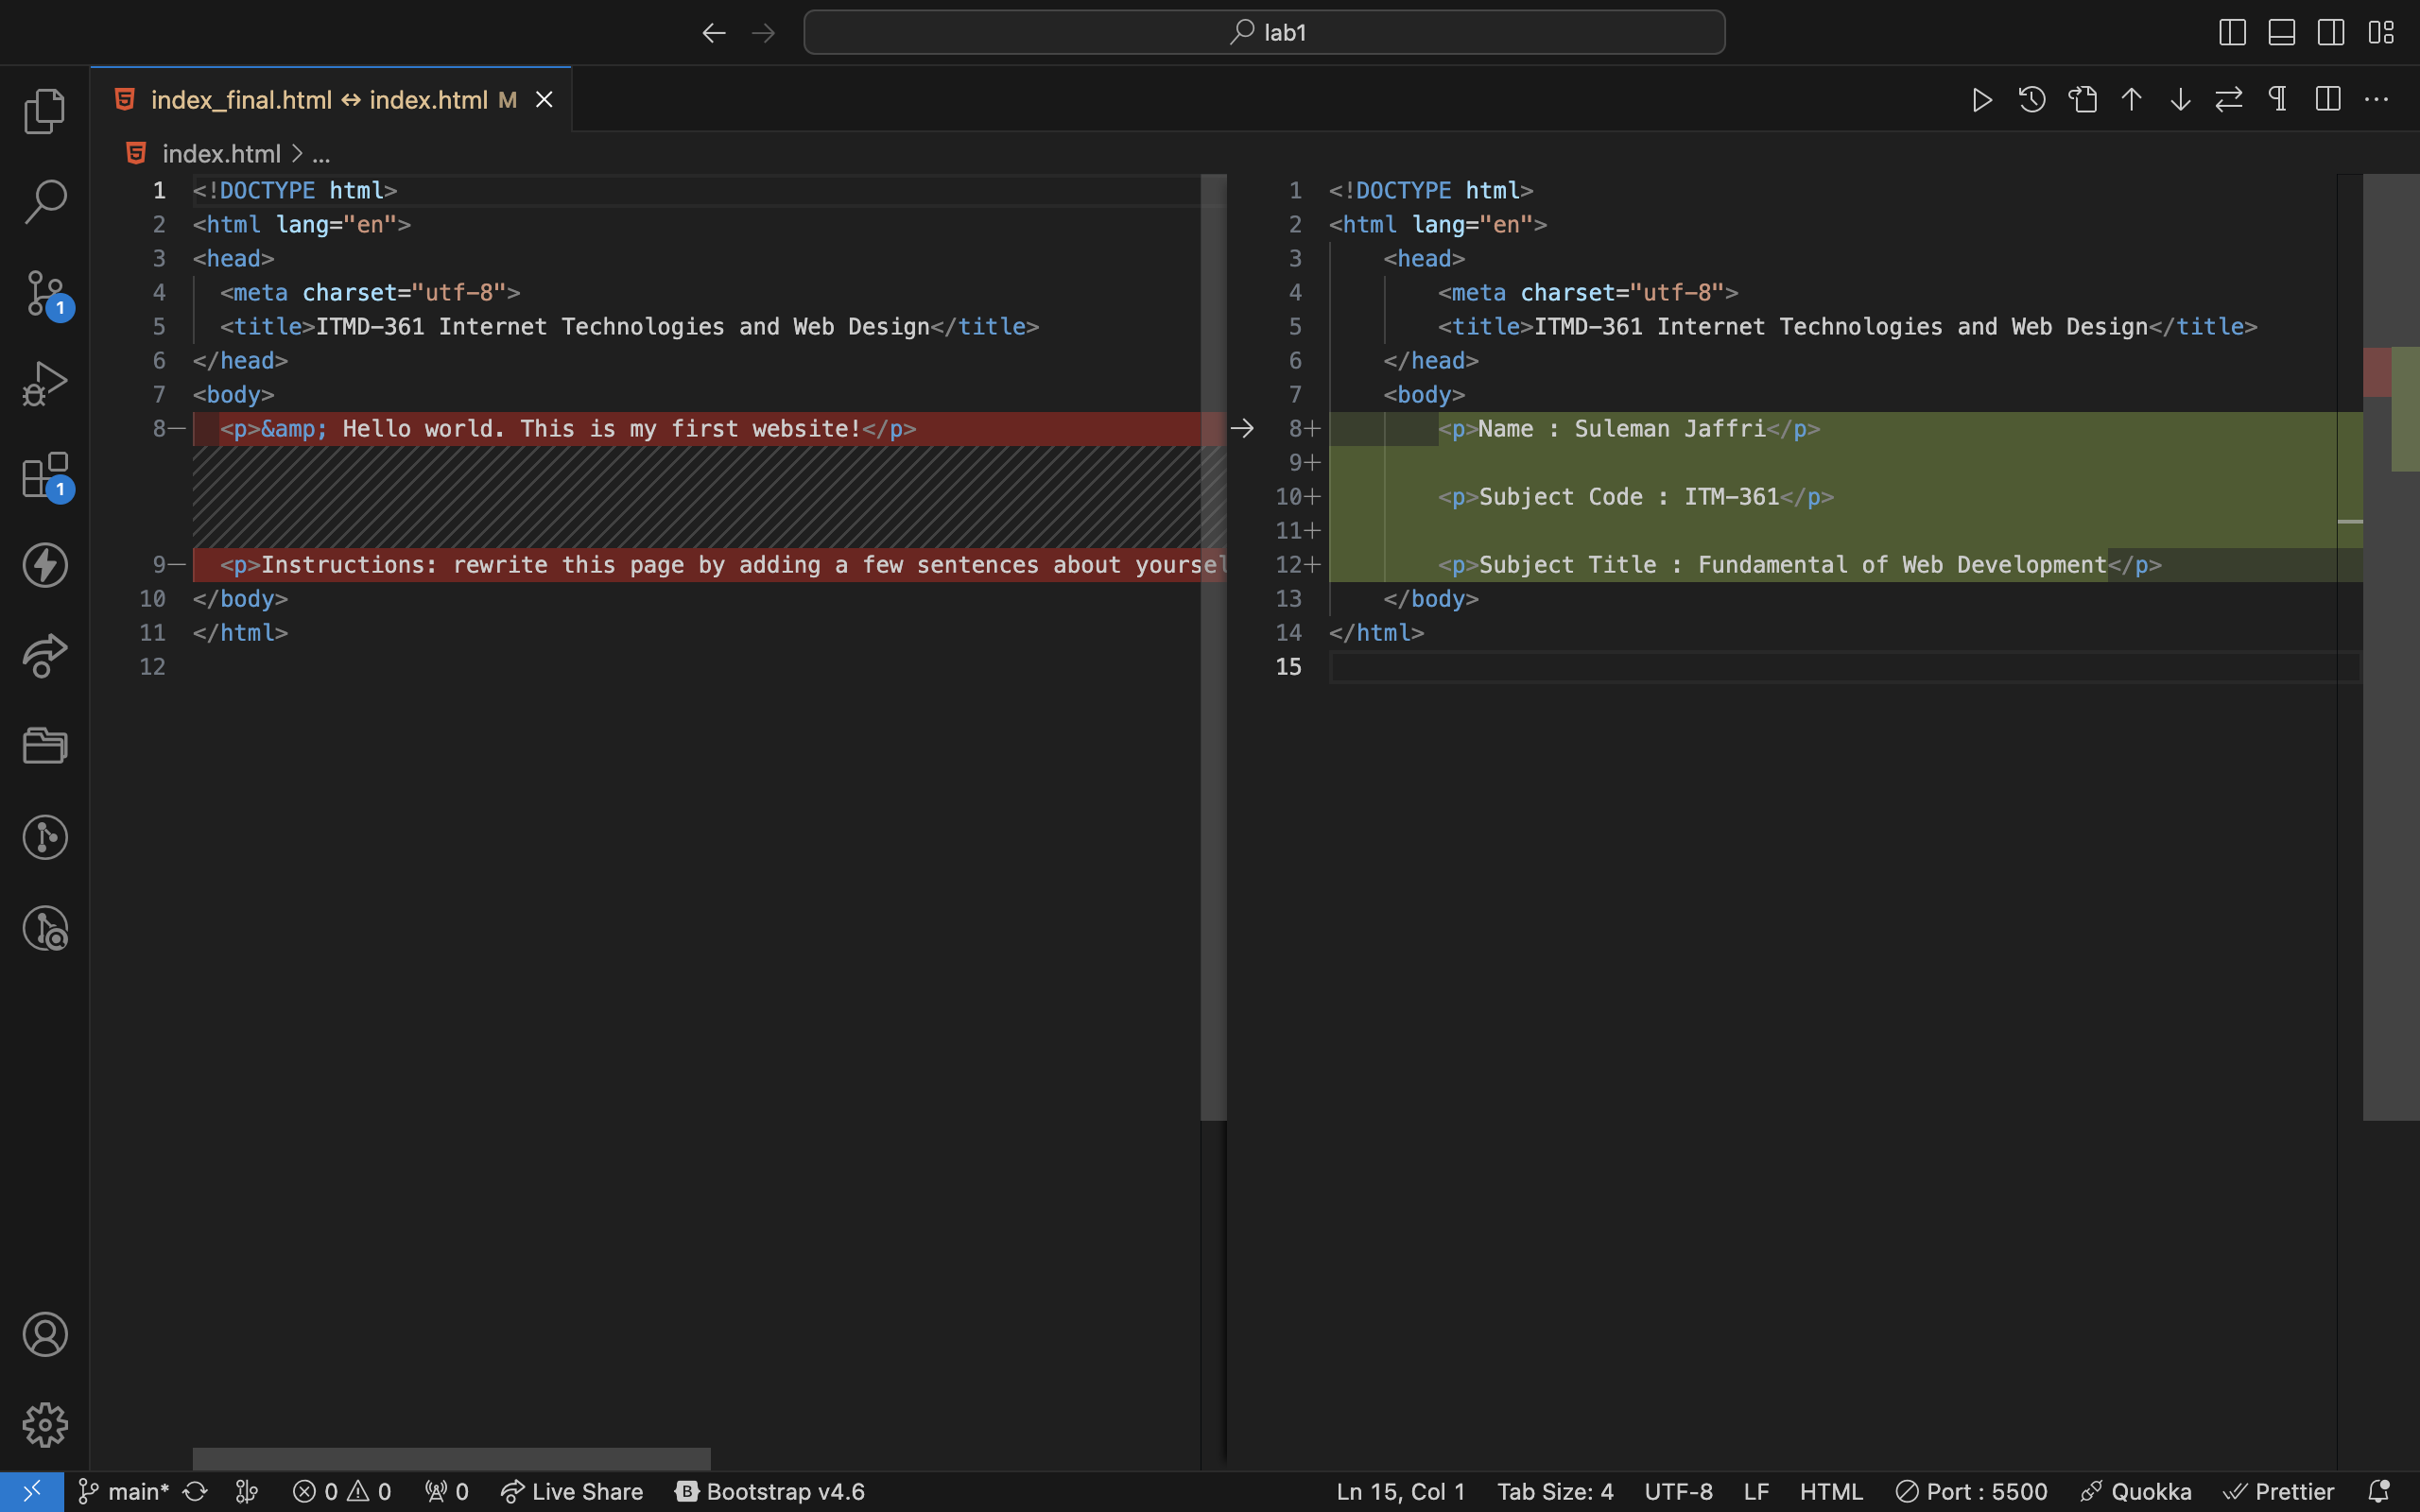 lab1
index_final.html ↔ index.html M
index.html > ...
1 <!DOCTYPE html>
2 <html lang="en">
3 <head>
4 <meta charset="utf-8">
5 <title>ITMD-361 Internet Technologies and Web Design</title>
6 </head>
7 <body>
8— <p>&amp; Hello world. This is my first website!</p>
9— <p>Instructions: rewrite this page by adding a few sentences about yoursel
10 </body>
11 </html>
12
1 <!DOCTYPE html>
2 <html lang="en">
3 <head>
4 <meta charset="utf-8">
5 <title>ITMD-361 Internet Technologies and Web Design</title>
6 </head>
7 <body>
8+ <p>Name : Suleman Jaffri</p>
9+
10+ <p>Subject Code : ITM-361</p>
11+
12+ <p>Subject Title : Fundamental of Web Development</p>
13 </body>
14 </html>
15
1
1
main* 0 0 0 Live Share B Bootstrap v4.6 Ln 15, Col 1 Tab Size: 4 UTF-8 LF HTML Port : 5500 Quokka Prettier